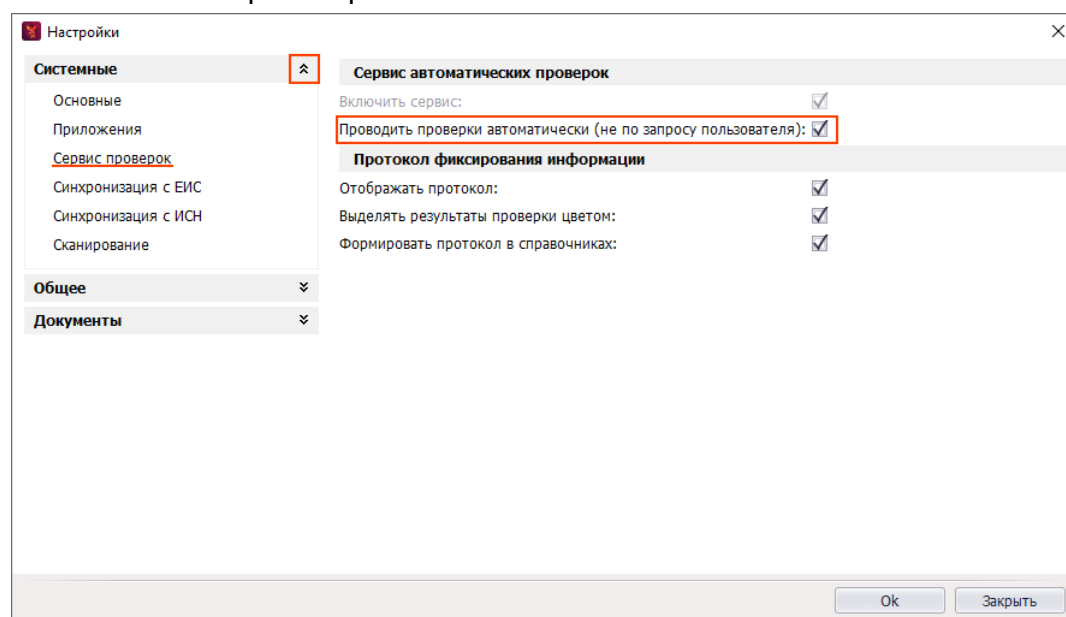 Настройки
Системные
Основные
Приложения
Сервис проверок
Синхронизация с ЕИС
Синхронизация с ИСН
Сканирование
Общее
Документы
Сервис автоматических проверок
Включить сервис:
Проводить проверки автоматически (не по запросу пользователя):
Протокол фиксирования информации
Отображать протокол:
Выделять результаты проверки цветом:
Формировать протокол в справочниках:
Ok
Закрыть